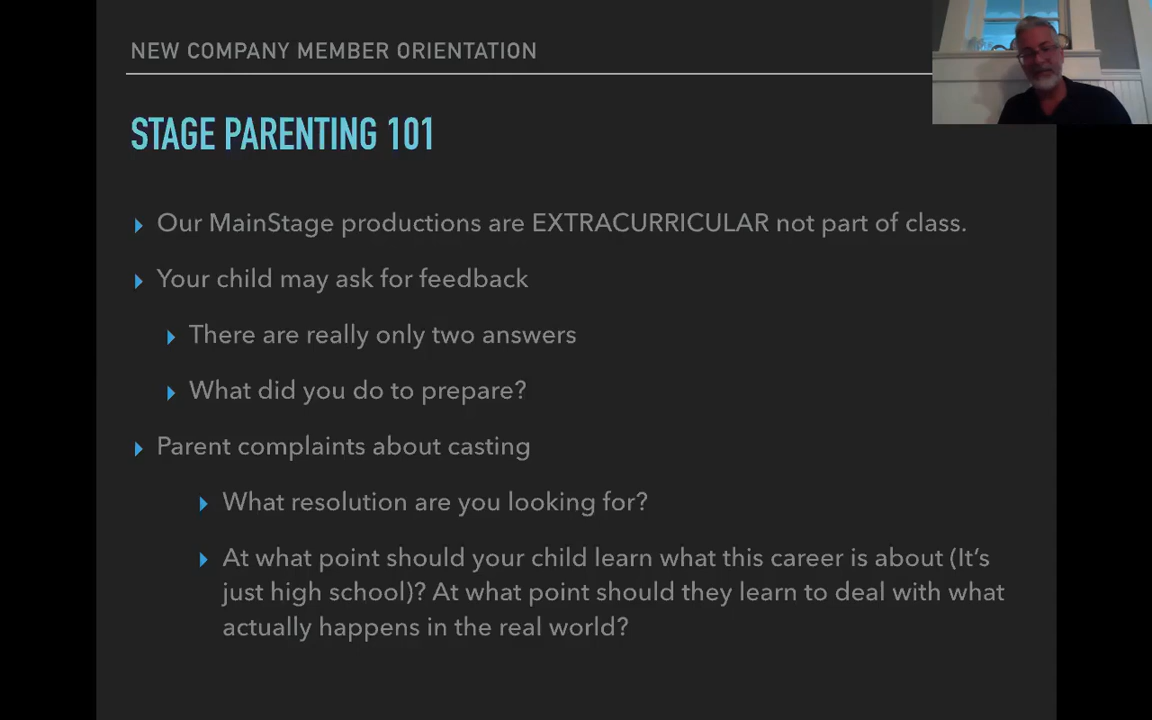 NEW COMPANY MEMBER ORIENTATION
STAGE PARENTING 101
Our MainStage productions are EXTRACURRICULAR not part of class.
Your child may ask for feedback
There are really only two answers
What did you do to prepare?
Parent complaints about casting
What resolution are you looking for?
At what point should your child learn what this career is about (It’s
just high school)? At what point should they learn to deal with what
actually happens in the real world?